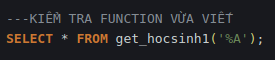 ---KIỂM TRA FUNCTION VỪA VIẾT
SELECT * FROM get_hocsinh1('%A');